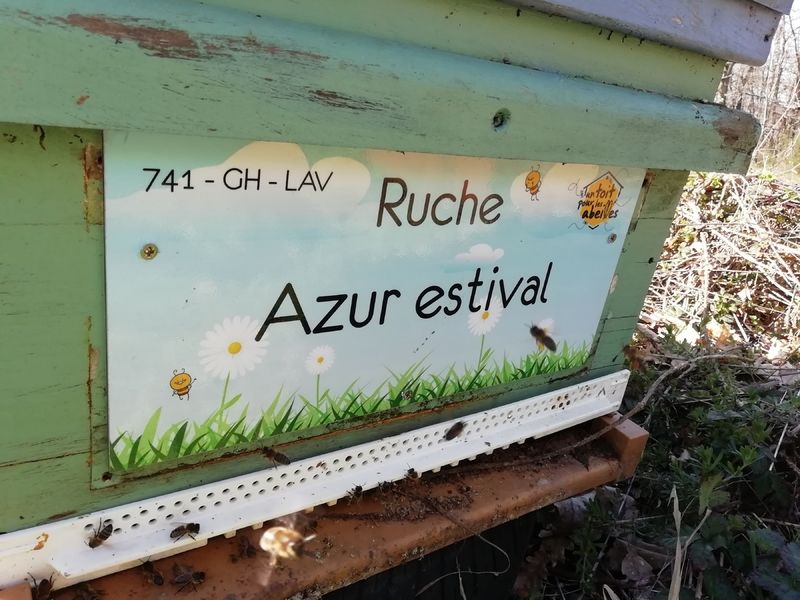 741 - GH - LAV
Ruche
Un toit
pour les
abeilles
Azur estival